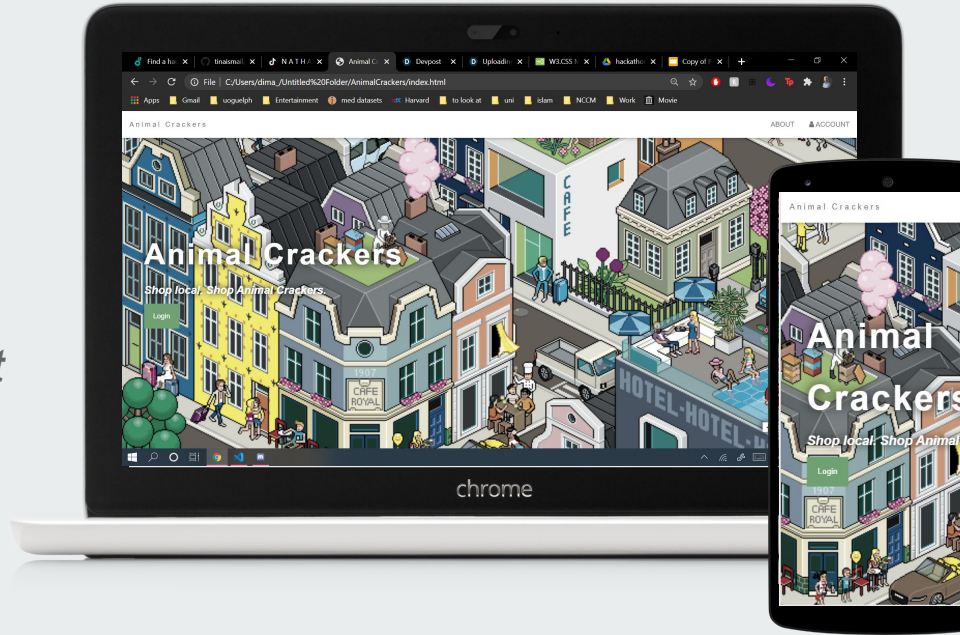 Find a ha
tinaismail
N A T H A
Animal Cr
Devpost
Uploadin
W3.CSS
hackathon
Copy of P
File | C:/Users/dima_/Untitled%20Folder/AnimalCrackers/index.html
Apps Gmail uoguelph Entertainment med datasets Harvard to look at uni islam NCCM Work Movie
Animal Crackers ABOUT ACCOUNT
CAFE
Animal Crackers
Shop local, Shop Animal Crackers.
Login
1907
CAFE
ROYAL
HOTEL-HOTEL-
chrome
Animal Crackers
Animal
Crackers
Shop local, Shop Animal
Login
1907
CAFE
ROYAL
t